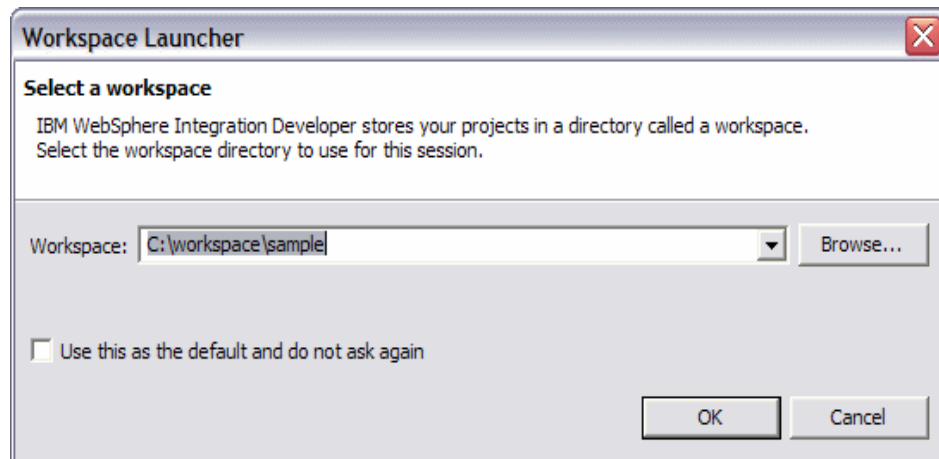 Workspace Launcher
Select a workspace
IBM WebSphere Integration Developer stores your projects in a directory called a workspace.
Select the workspace directory to use for this session.
Workspace: C:\workspace\sample Browse...
Use this as the default and do not ask again
OK Cancel